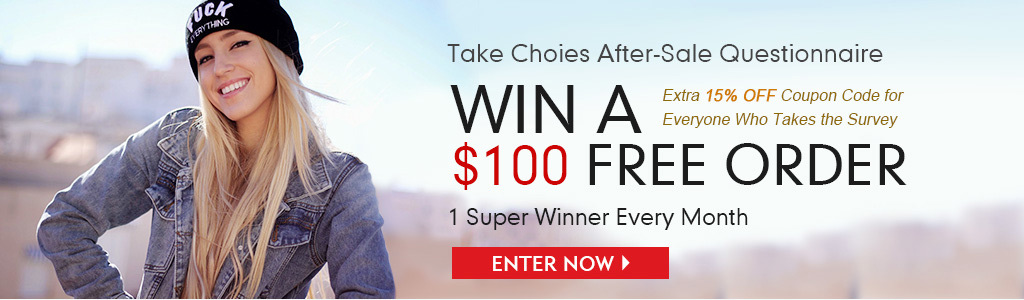 FUCK
EVERYTHING
Take Choies After-Sale Questionnaire
WIN A
Extra 15% OFF Coupon Code for
Everyone Who Takes the Survey
$100 FREE ORDER
1 Super Winner Every Month
ENTER NOW